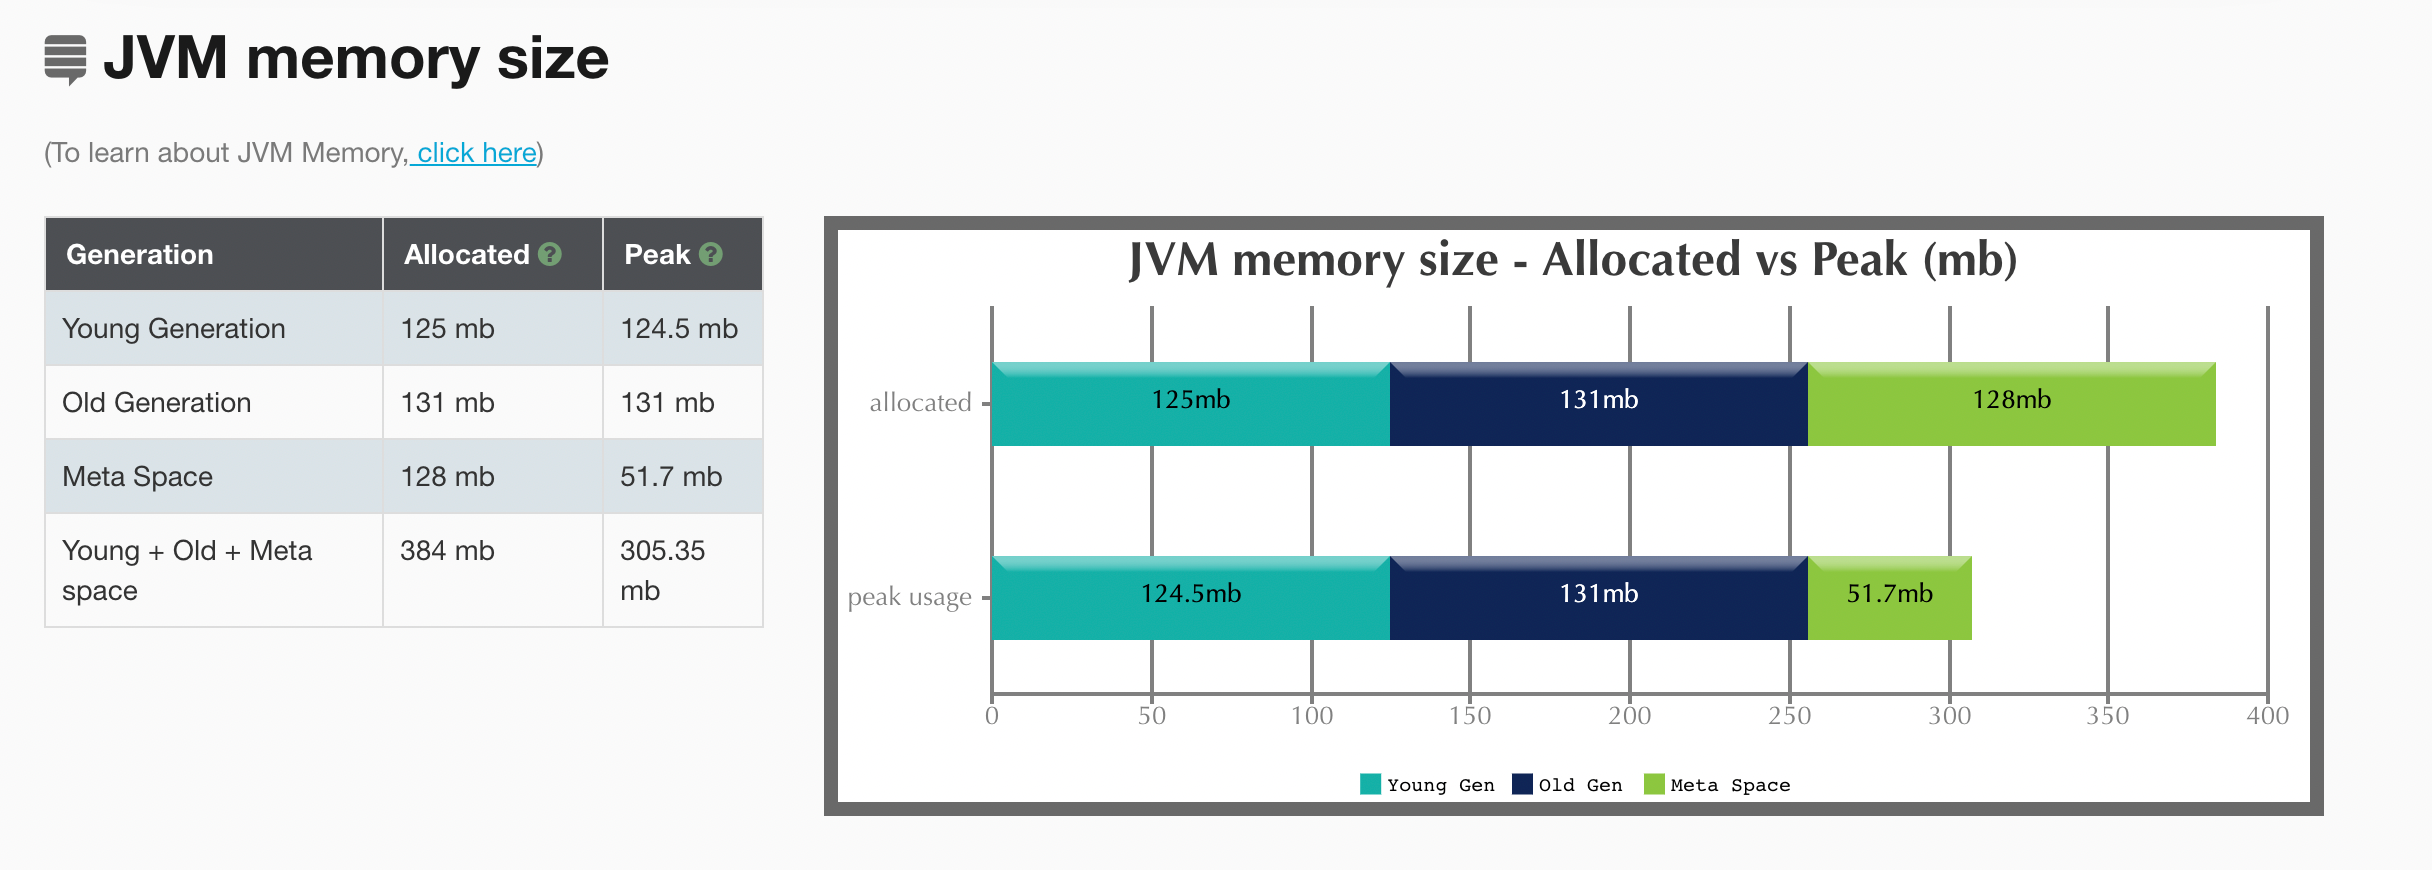 JVM memory size
(To learn about JVM Memory, click here)
Generation Allocated ? Peak ?
Young Generation 125 mb 124.5 mb
Old Generation 131 mb 131 mb
Meta Space 128 mb 51.7 mb
Young + Old + Meta space 384 mb 305.35 mb
JVM memory size - Allocated vs Peak (mb)
allocated 125mb 131mb 128mb
peak usage 124.5mb 131mb 51.7mb
0 50 100 150 200 250 300 350 400
Young Gen Old Gen Meta Space